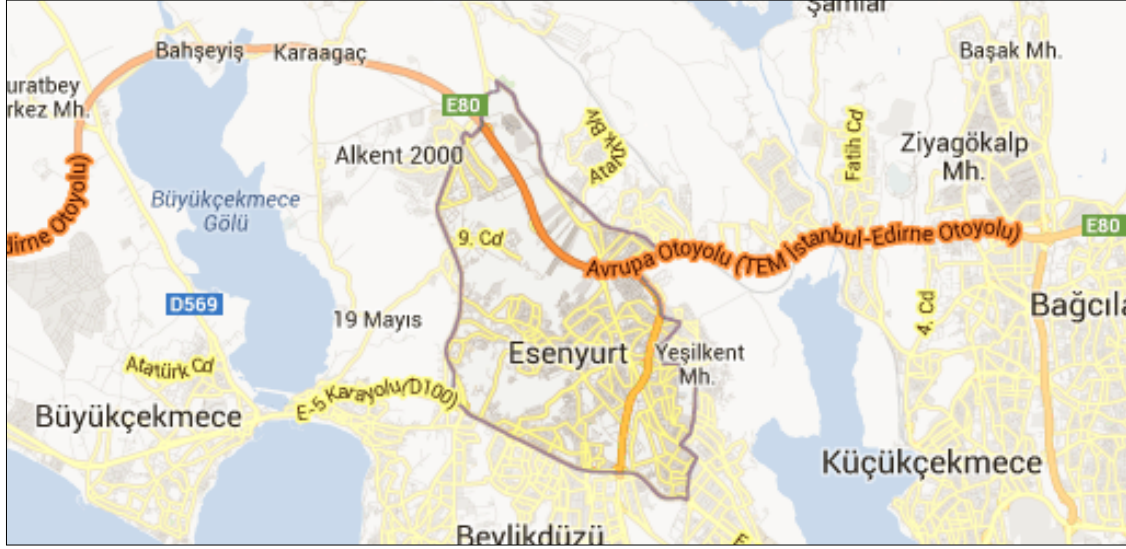 Şamlar
Bahşeyiş
Karaagaç
Başak Mh.
uratbey
rkez Mh.
E80
Atatürk Blv
Fatih Cd
Ziyagökalp
Mh.
Alkent 2000
Büyükçekmece
Gölü
dirne Otoyolu)
9. Cd
Avrupa Otoyolu (TEM İstanbul-Edirne Otoyolu)
E80
D569
19 Mayıs
4. Cd
Bağcıla
Esenyurt
Yeşilkent
Mh.
Atatürk Cd
E-5 Karayolu(D100)
Büyükçekmece
Küçükçekmece
Beylikdüzü
E